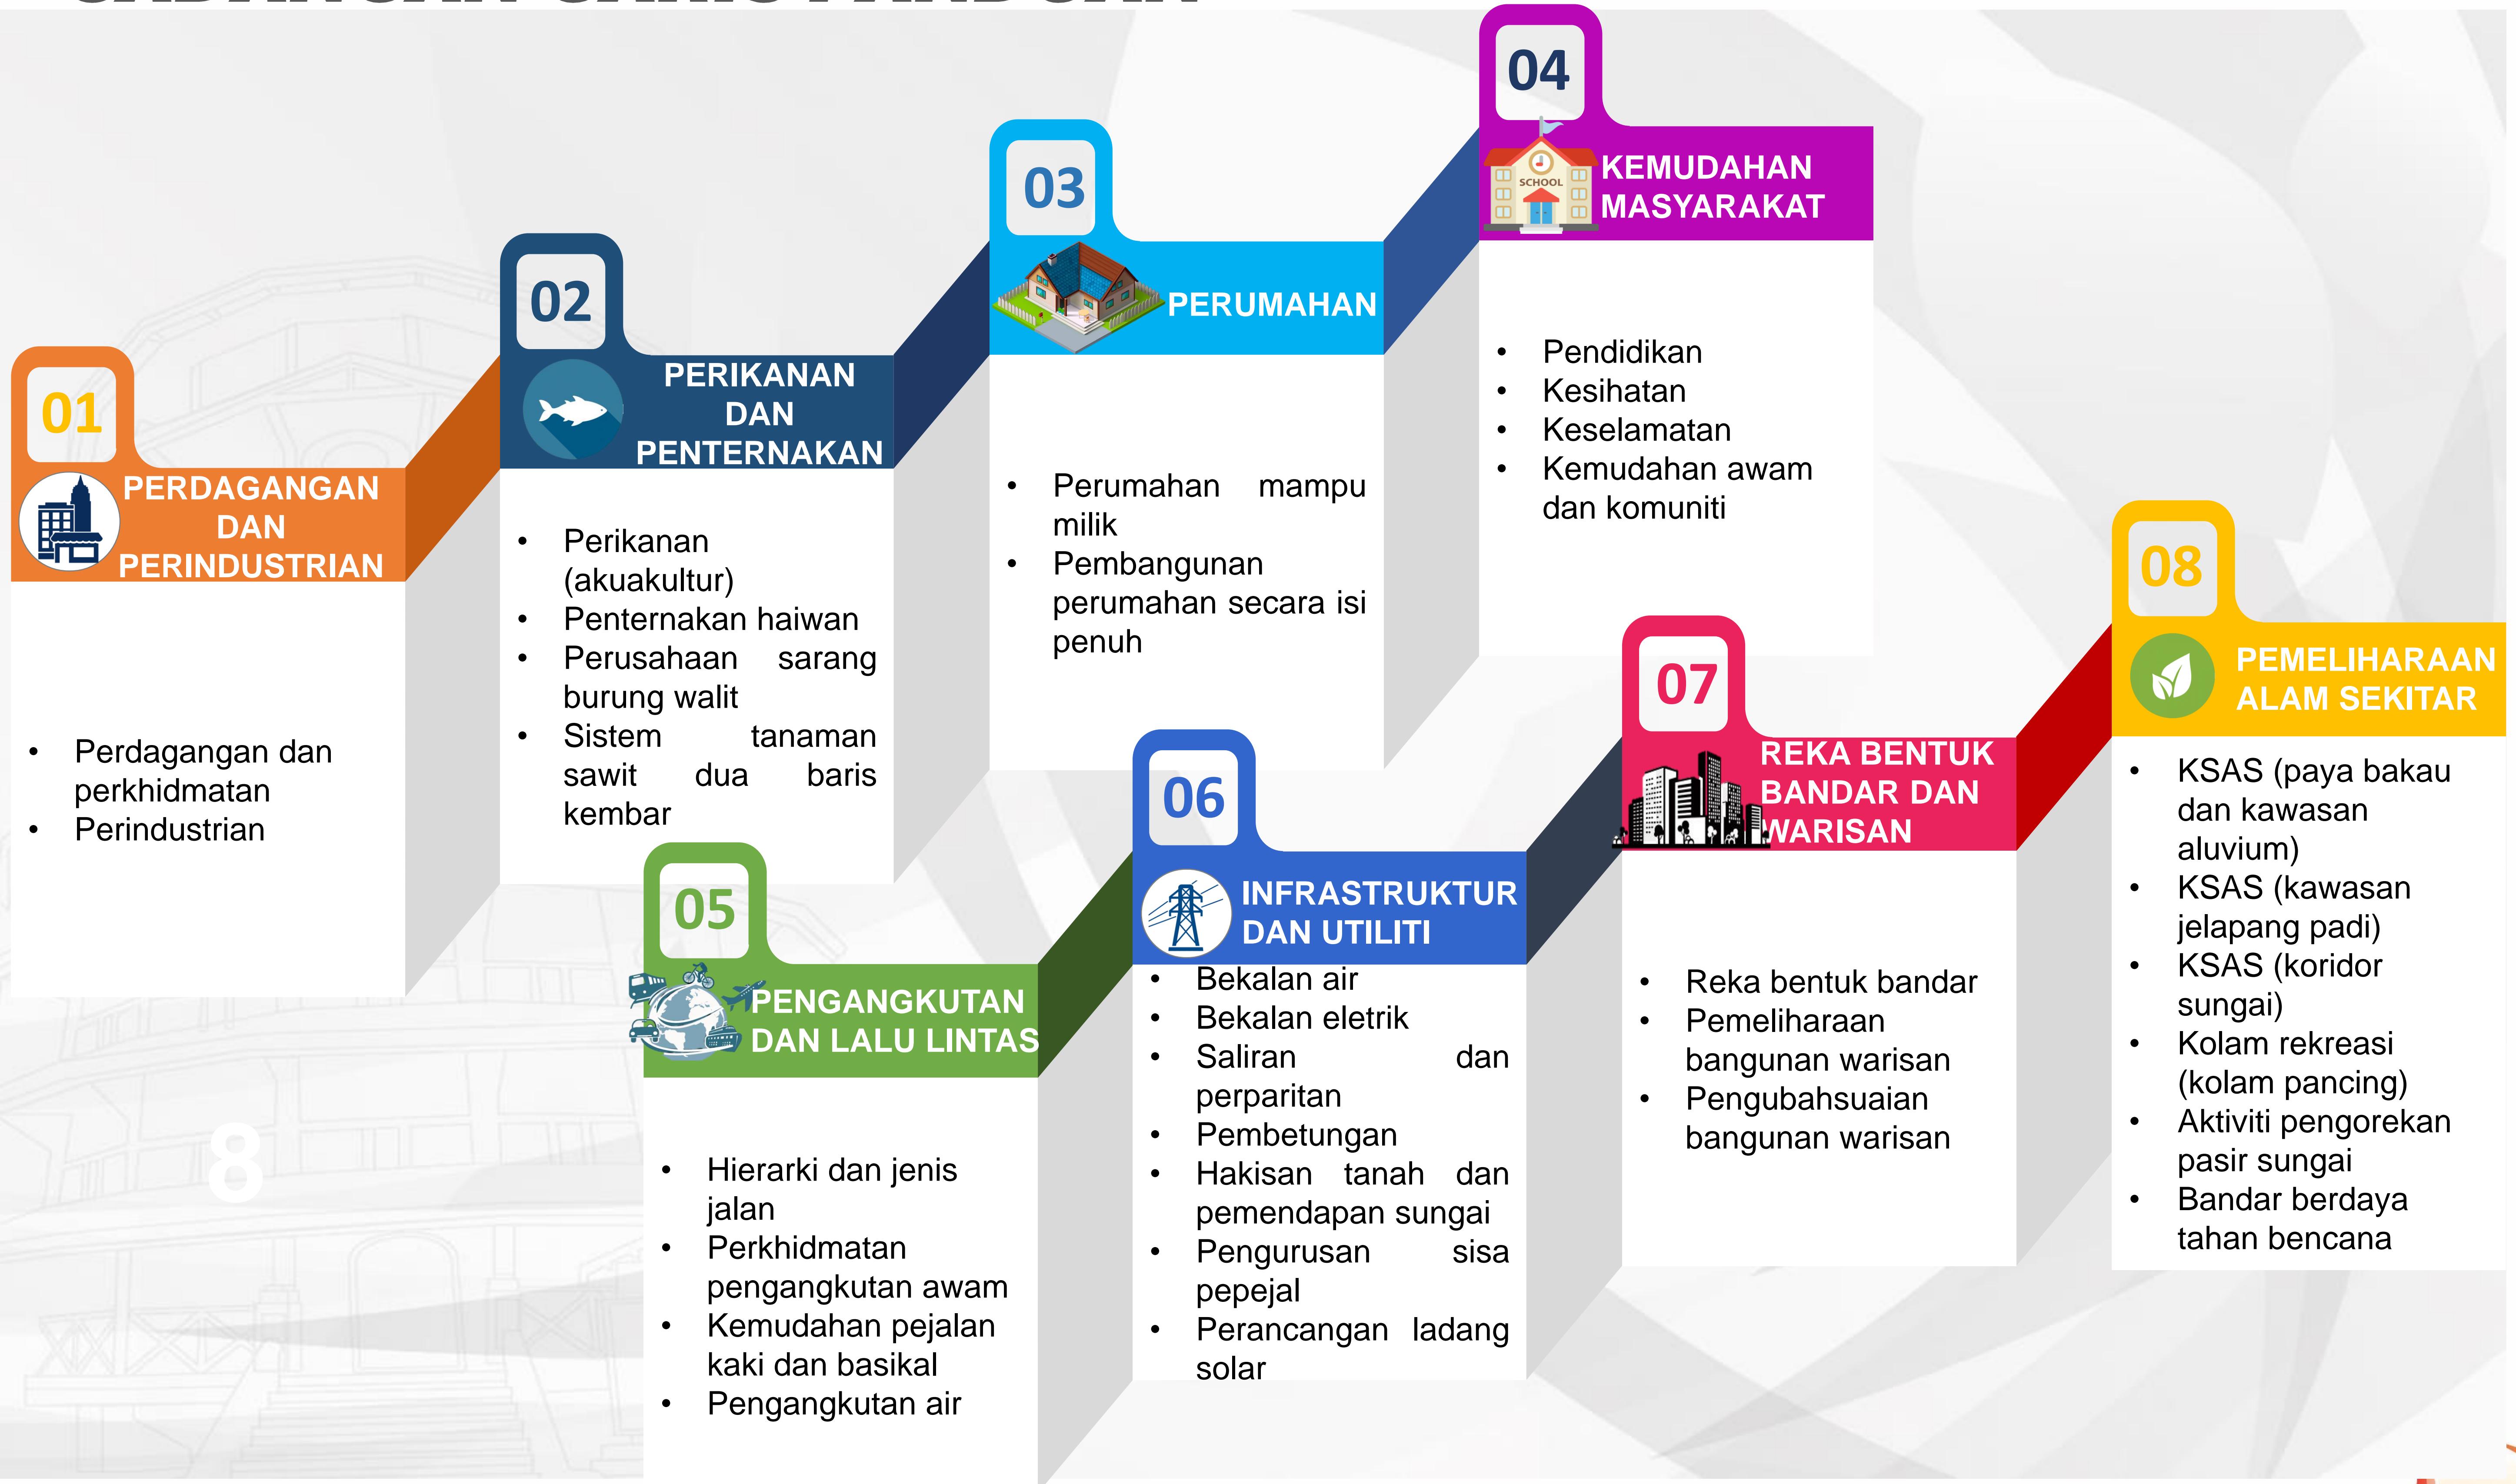 CADANGAN GARIS PANDUAN
01
PERDAGANGAN
DAN
PERINDUSTRIAN
• Perdagangan dan
perkhidmatan
• Perindustrian
02
PERIKANAN
DAN
PENTERNAKAN
• Perikanan
(akuakultur)
• Penternakan haiwan
• Perusahaan sarang
burung walit
• Sistem tanaman
sawit dua baris
kembar
03
PERUMAHAN
• Perumahan mampu
milik
• Pembangunan
perumahan secara isi
penuh
04
SCHOOL
KEMUDAHAN
MASYARAKAT
• Pendidikan
• Kesihatan
• Keselamatan
• Kemudahan awam
dan komuniti
05
PENGANGKUTAN
DAN LALU LINTAS
• Hierarki dan jenis
jalan
• Perkhidmatan
pengangkutan awam
• Kemudahan pejalan
kaki dan basikal
• Pengangkutan air
06
INFRASTRUKTUR
DAN UTILITI
• Bekalan air
• Bekalan eletrik
• Saliran dan
perparitan
• Pembetungan
• Hakisan tanah dan
pemendapan sungai
• Pengurusan sisa
pepejal
• Perancangan ladang
solar
07
REKA BENTUK
BANDAR DAN
WARISAN
• Reka bentuk bandar
• Pemeliharaan
bangunan warisan
• Pengubahsuaian
bangunan warisan
08
PEMELIHARAAN
ALAM SEKITAR
• KSAS (paya bakau
dan kawasan
aluvium)
• KSAS (kawasan
jelapang padi)
• KSAS (koridor
sungai)
• Kolam rekreasi
(kolam pancing)
• Aktiviti pengorekan
pasir sungai
• Bandar berdaya
tahan bencana
8